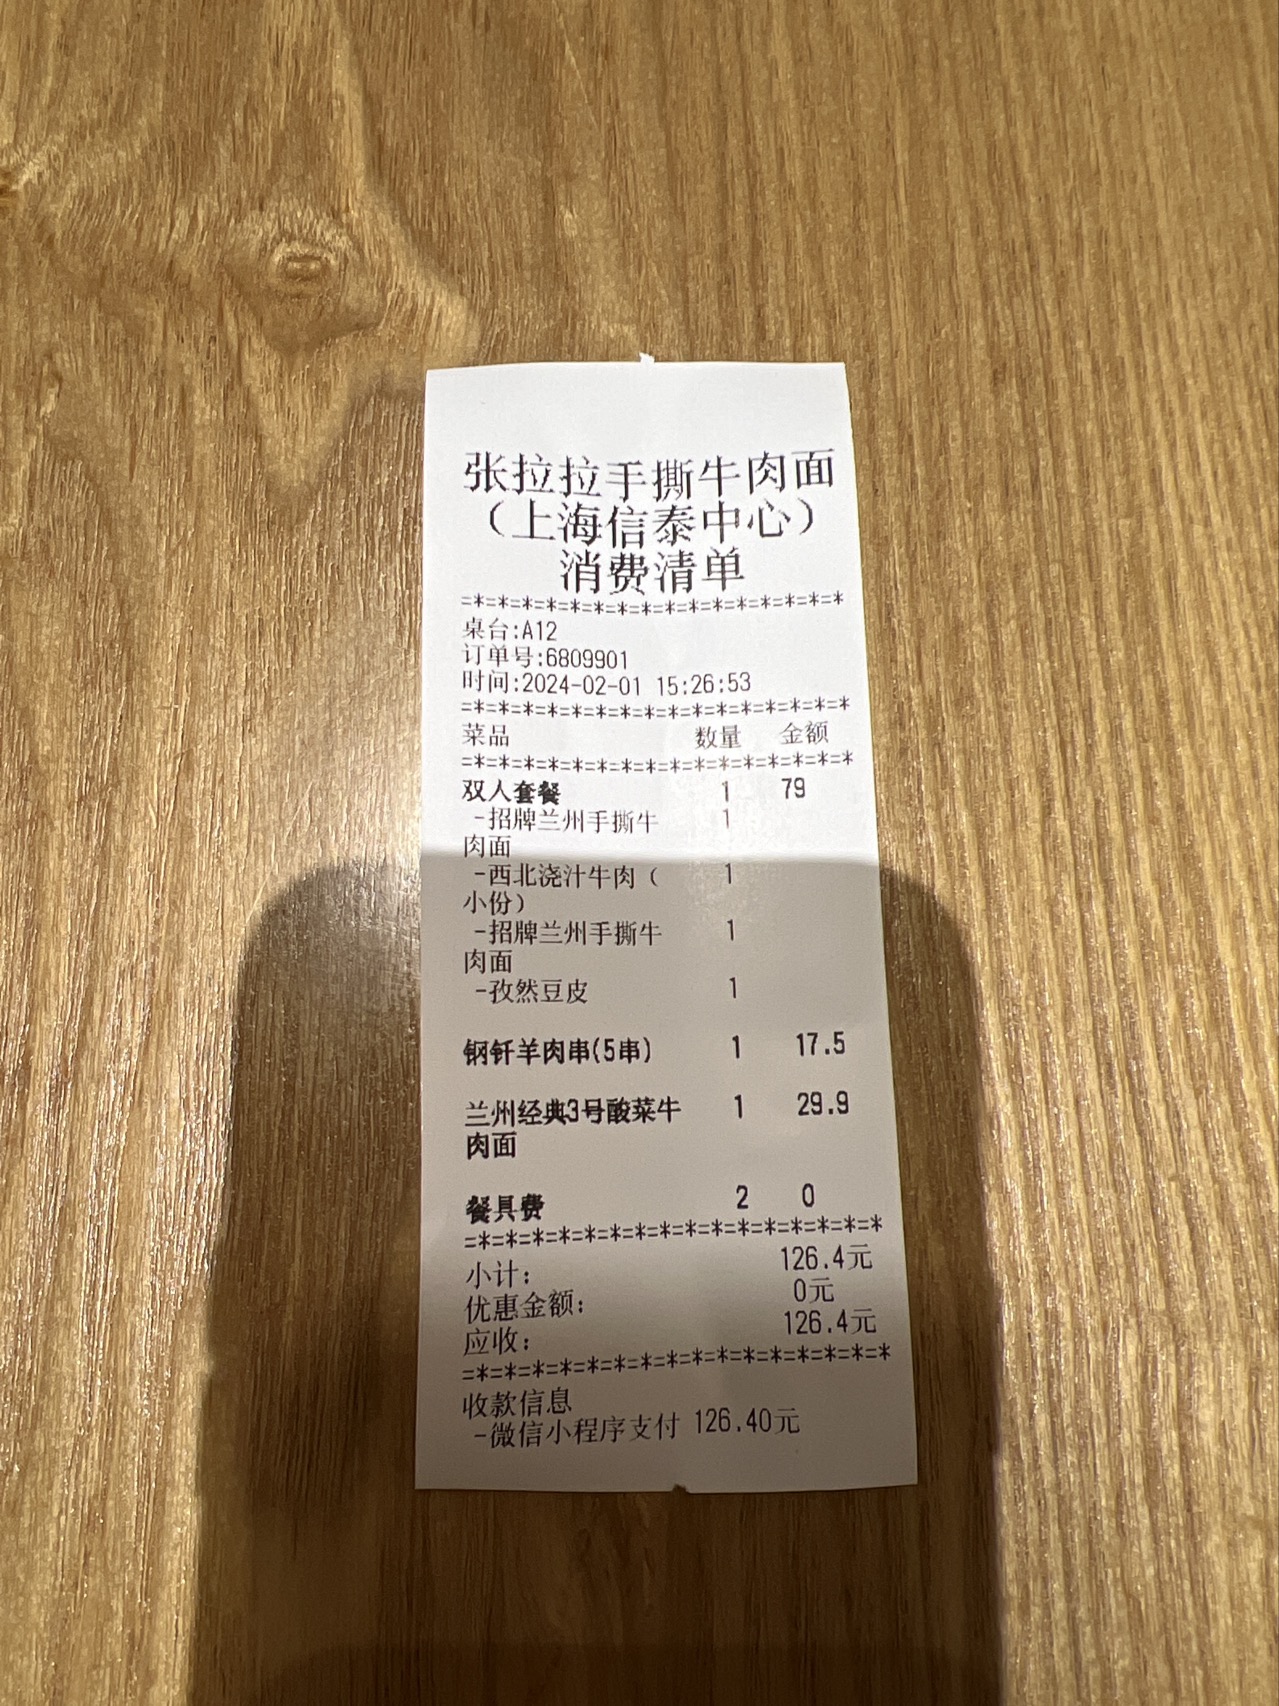 张拉拉手撕牛肉面
（上海信泰中心）
消费清单
=*=*=*=*=*=*=*=*=*=*=*=*=*=*=*=*
桌台:A12
订单号:6809901
时间:2024-02-01 15:26:53
=*=*=*=*=*=*=*=*=*=*=*=*=*=*=*=*
菜品 数量 金额
=*=*=*=*=*=*=*=*=*=*=*=*=*=*=*=*
双人套餐 1 79
-招牌兰州手撕牛 1
肉面
-西北浇汁牛肉（ 1
小份）
-招牌兰州手撕牛 1
肉面
-孜然豆皮 1
钢钎羊肉串(5串) 1 17.5
兰州经典3号酸菜牛 1 29.9
肉面
餐具费 2 0
=*=*=*=*=*=*=*=*=*=*=*=*=*=*=*=*
小计: 126.4元
优惠金额: 0元
应收: 126.4元
=*=*=*=*=*=*=*=*=*=*=*=*=*=*=*=*
收款信息
-微信小程序支付 126.40元